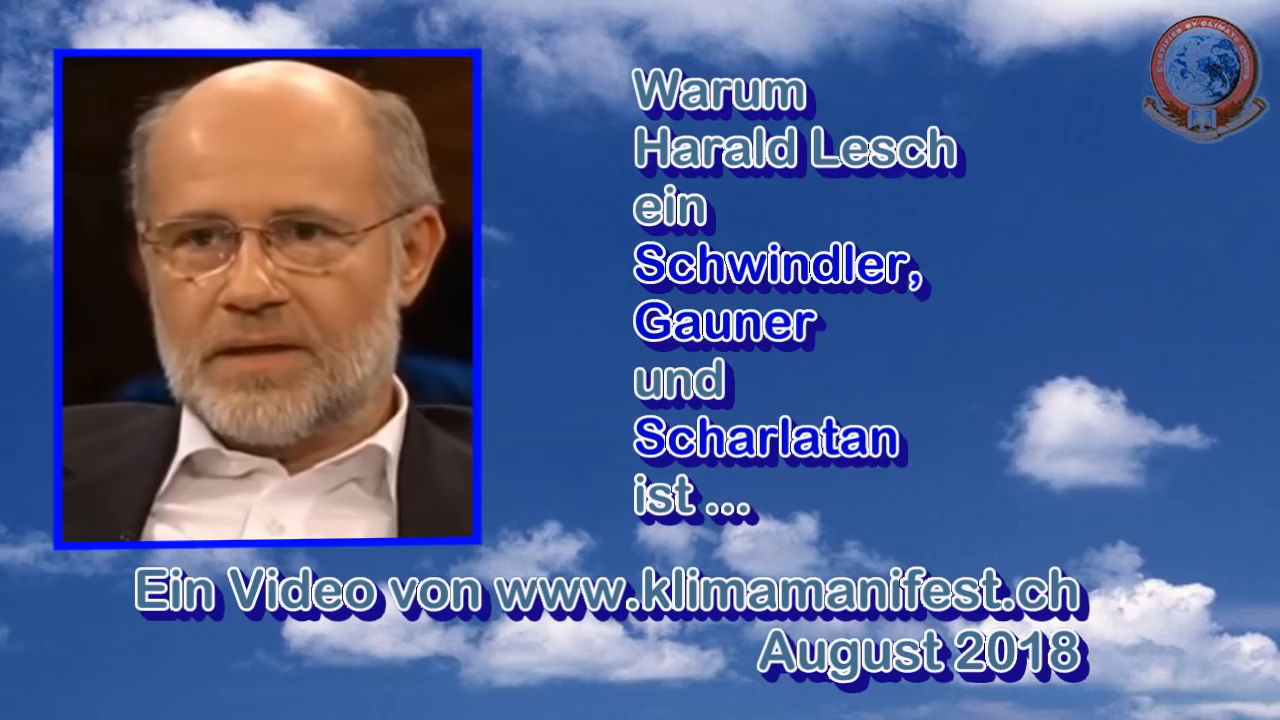 Warum
Harald Lesch
ein
Schwindler,
Gauner
und
Scharlatan
ist ...
Ein Video von www.klimamanifest.ch
August 2018